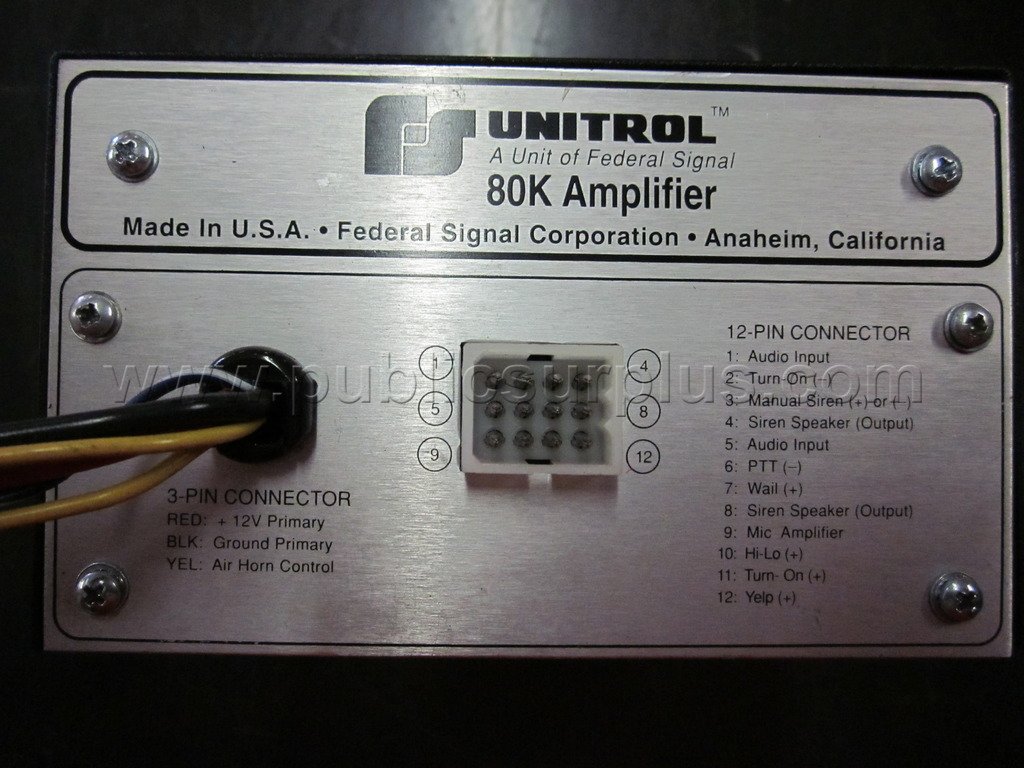 FS UNITROL™
A Unit of Federal Signal
80K Amplifier
Made In U.S.A. • Federal Signal Corporation • Anaheim, California
www.publicsurplus.com
3-PIN CONNECTOR
RED: + 12V Primary
BLK: Ground Primary
YEL: Air Horn Control
1 4
5 8
9 12
12-PIN CONNECTOR
1: Audio Input
2: Turn-On (–)
3: Manual Siren (+) or (–)
4: Siren Speaker (Output)
5: Audio Input
6: PTT (–)
7: Wail (+)
8: Siren Speaker (Output)
9: Mic Amplifier
10: Hi-Lo (+)
11: Turn- On (+)
12: Yelp (+)